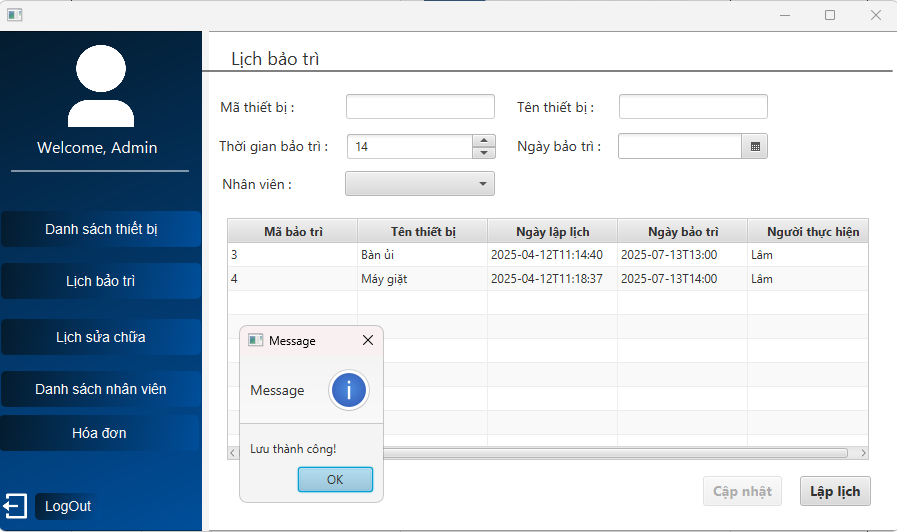 Lịch bảo trì
Welcome, Admin
Danh sách thiết bị
Lịch bảo trì
Lịch sửa chữa
Danh sách nhân viên
Hóa đơn
LogOut
Mã thiết bị :
Tên thiết bị :
Thời gian bảo trì : 14
Ngày bảo trì :
Nhân viên :
Mã bảo trì Tên thiết bị Ngày lập lịch Ngày bảo trì Người thực hiện
3 Bàn ủi 2025-04-12T11:14:40 2025-07-13T13:00 Lâm
4 Máy giặt 2025-04-12T11:18:37 2025-07-13T14:00 Lâm
Message
Message
Lưu thành công!
OK
Cập nhật
Lập lịch